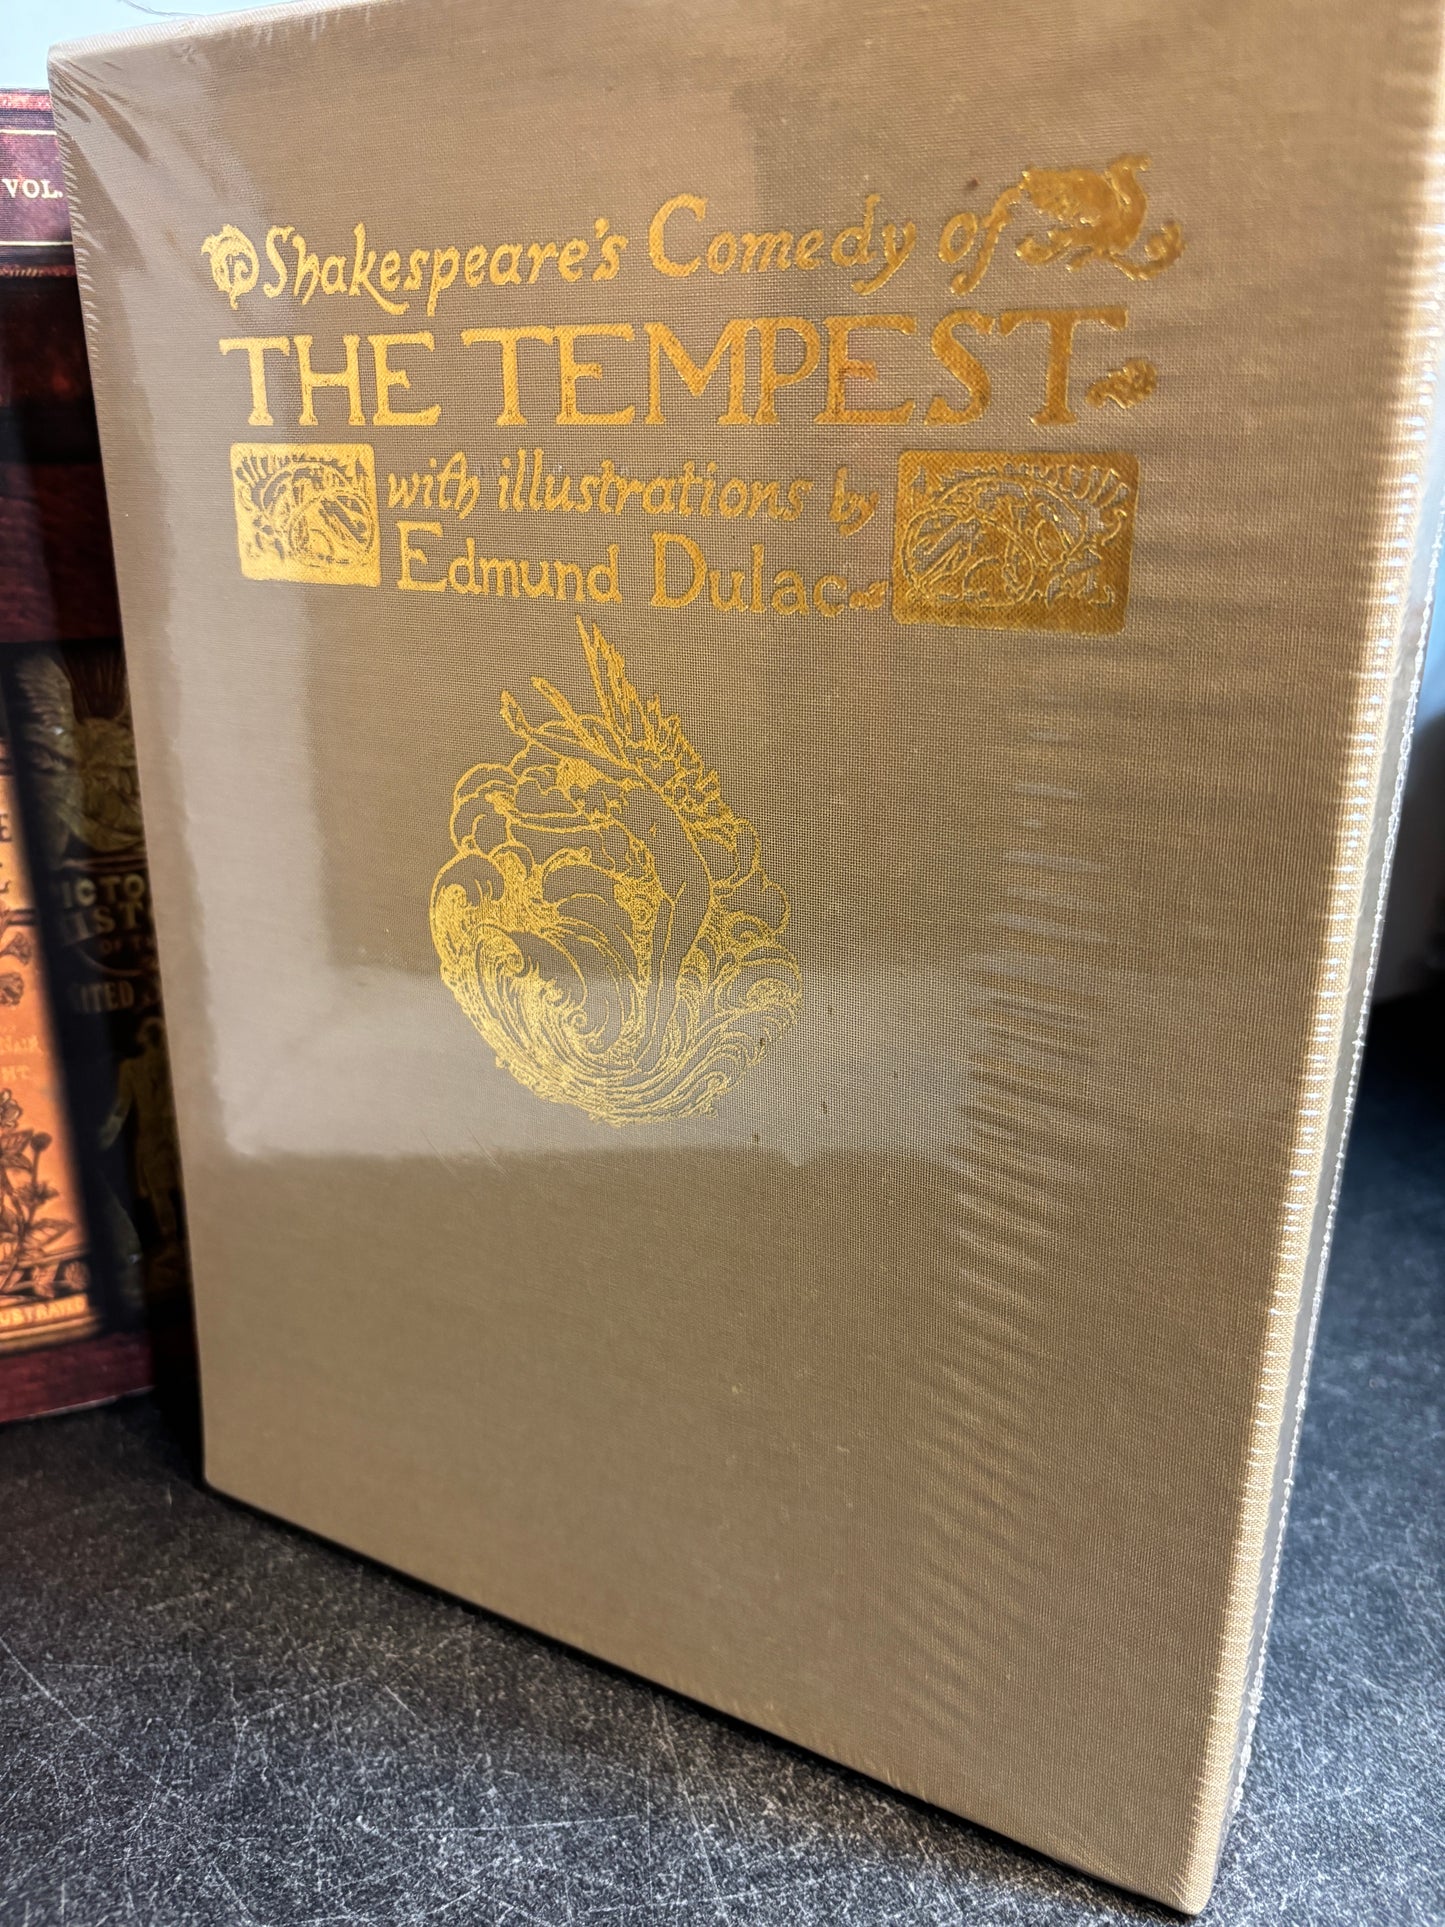 Shakespeare's Comedy of
THE TEMPEST
with illustrations by
Edmund Dulac
VOL.